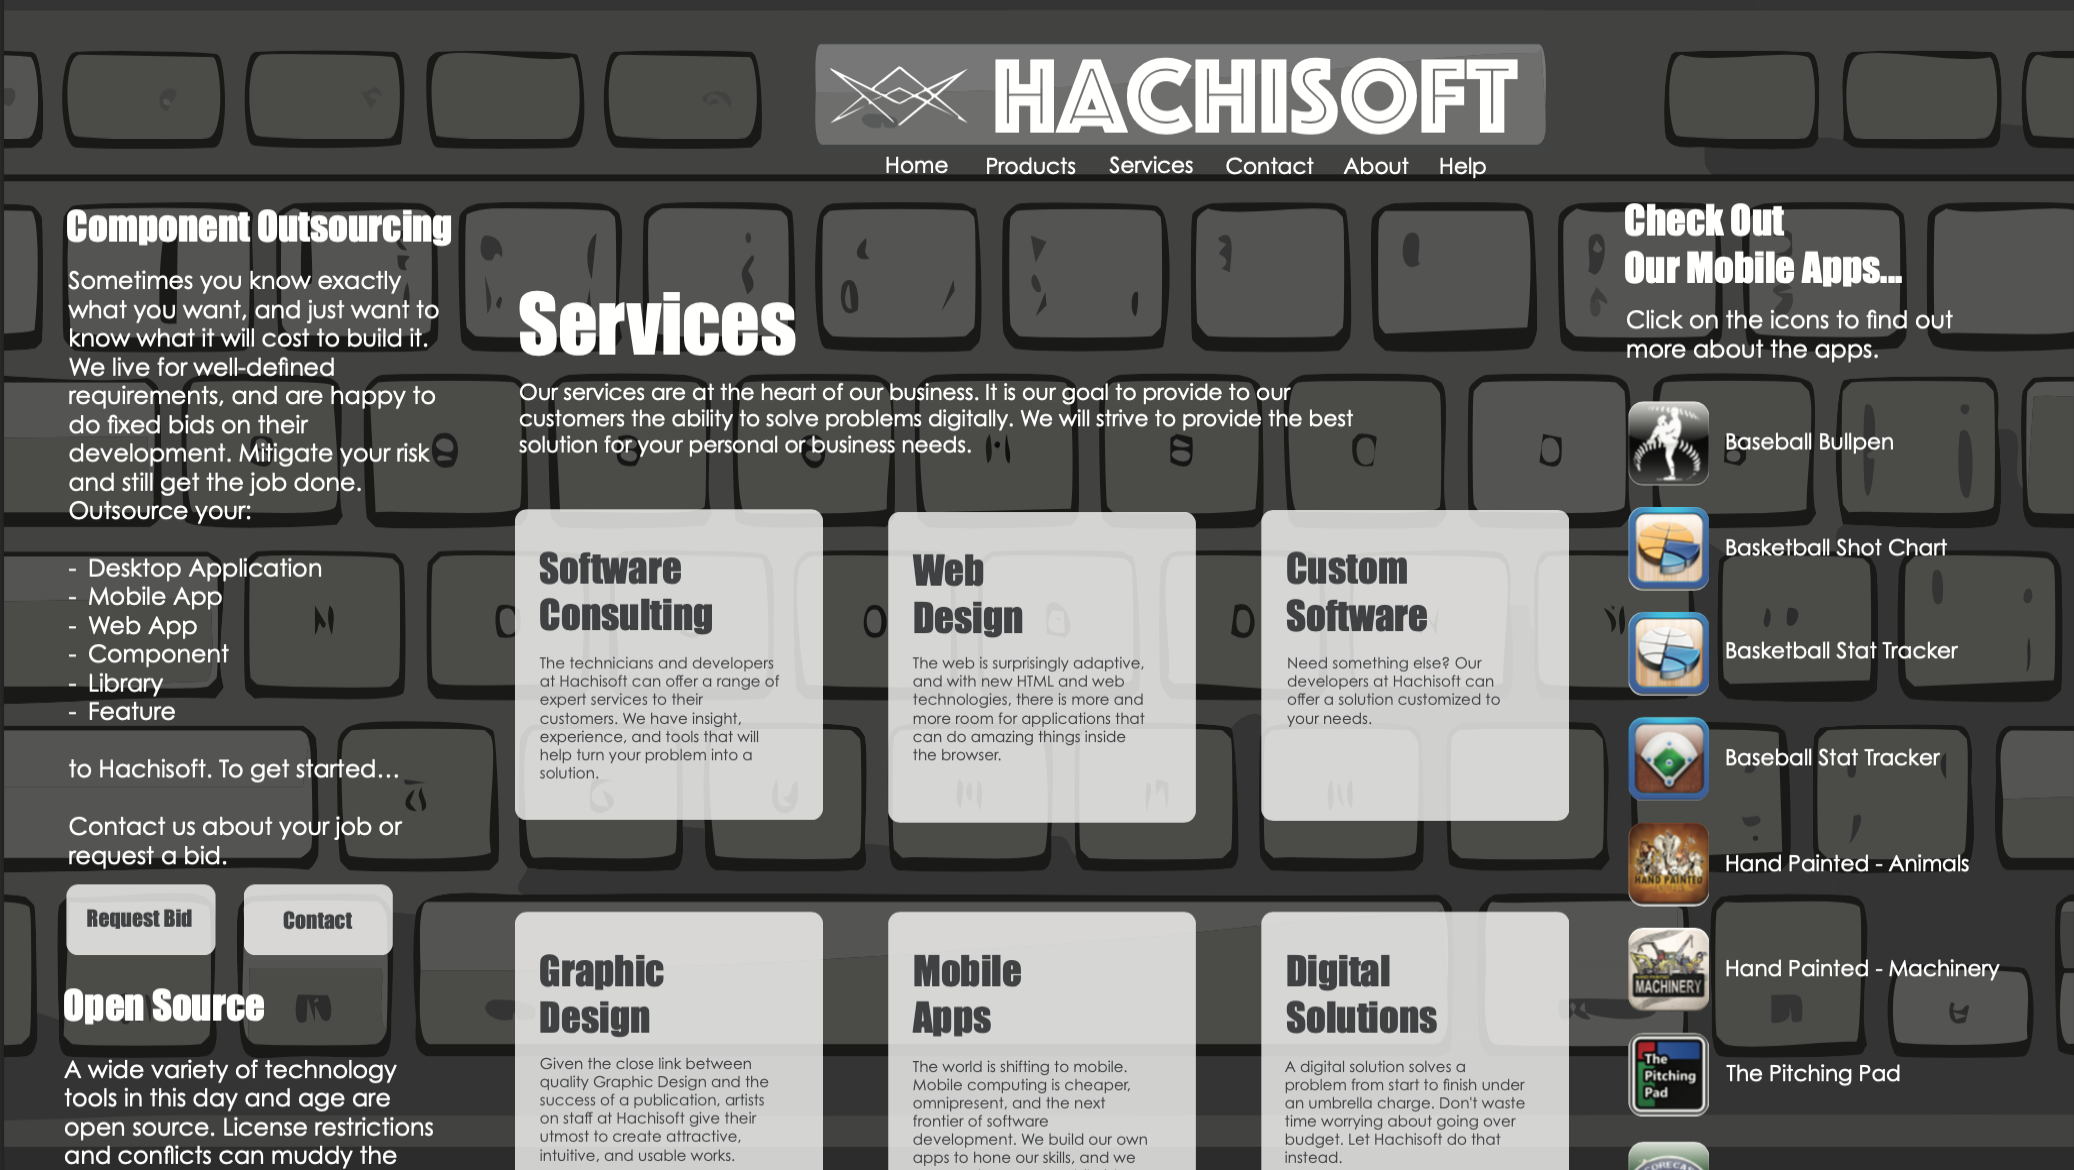 HACHISOFT
Home Products Services Contact About Help
Component Outsourcing
Sometimes you know exactly
what you want, and just want to
know what it will cost to build it.
We live for well-defined
requirements, and are happy to
do fixed bids on their
development. Mitigate your risk
and still get the job done.
Outsource your:
- Desktop Application
- Mobile App
- Web App
- Component
- Library
- Feature
to Hachisoft. To get started...
Contact us about your job or
request a bid.
Request Bid
Contact
Open Source
A wide variety of technology
tools in this day and age are
open source. License restrictions
and conflicts can muddy the
Services
Our services are at the heart of our business. It is our goal to provide to our
customers the ability to solve problems digitally. We will strive to provide the best
solution for your personal or business needs.
Software
Consulting
The technicians and developers
at Hachisoft can offer a range of
expert services to their
customers. We have insight,
experience, and tools that will
help turn your problem into a
solution.
Web
Design
The web is surprisingly adaptive,
and with new HTML and web
technologies, there is more and
more room for applications that
can do amazing things inside
the browser.
Custom
Software
Need something else? Our
developers at Hachisoft can
offer a solution customized to
your needs.
Graphic
Design
Given the close link between
quality Graphic Design and the
success of a publication, artists
on staff at Hachisoft give their
utmost to create attractive,
intuitive, and usable works.
Mobile
Apps
The world is shifting to mobile.
Mobile computing is cheaper,
omnipresent, and the next
frontier of software
development. We build our own
apps to hone our skills, and we
Digital
Solutions
A digital solution solves a
problem from start to finish under
an umbrella charge. Don't waste
time worrying about going over
budget. Let Hachisoft do that
instead.
Check Out
Our Mobile Apps...
Click on the icons to find out
more about the apps.
Baseball Bullpen
Basketball Shot Chart
Basketball Stat Tracker
Baseball Stat Tracker
HAND PAINTED
Hand Painted - Animals
MACHINERY
Hand Painted - Machinery
The
Pitching
Pad
The Pitching Pad